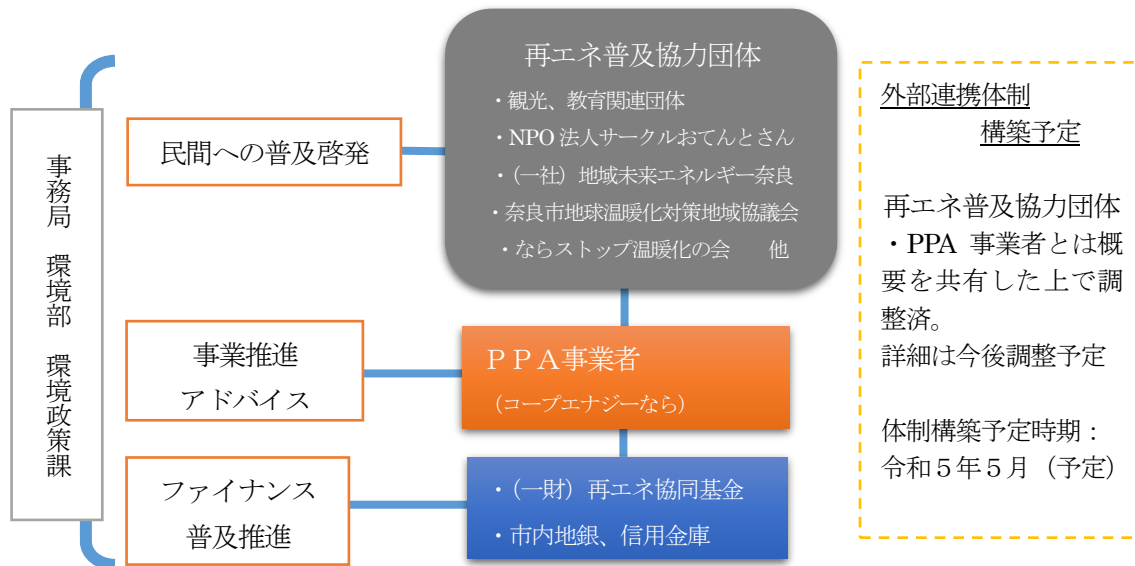 事務局　環境部　環境政策課
民間への普及啓発
再エネ普及協力団体
・観光、教育関連団体
・NPO 法人サークルおてんとさん
・（一社）地域未来エネルギー奈良
・奈良市地球温暖化対策地域協議会
・ならストップ温暖化の会　他
事業推進
アドバイス
ＰＰＡ事業者
（コープエナジーなら）
ファイナンス
普及推進
・（一財）再エネ協同基金
・市内地銀、信用金庫
外部連携体制
構築予定
再エネ普及協力団体
・PPA 事業者とは概
要を共有した上で調
整済。
詳細は今後調整予定
体制構築予定時期：
令和５年５月（予定）